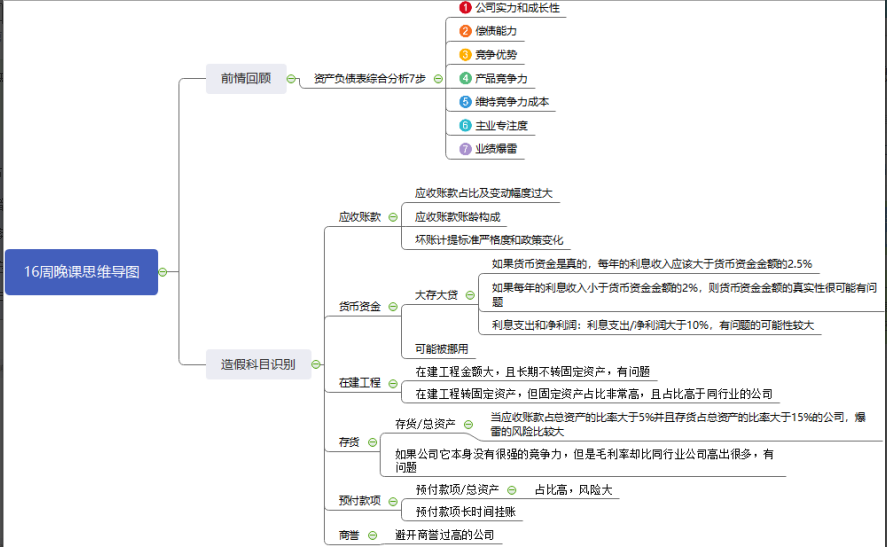 16周晚课思维导图
前情回顾
资产负债表综合分析7步
1 公司实力和成长性
2 偿债能力
3 竞争优势
4 产品竞争力
5 维持竞争力成本
6 主业专注度
7 业绩爆雷
造假科目识别
应收账款
应收账款占比及变动幅度过大
应收账款账龄构成
坏账计提标准严格度和政策变化
货币资金
大存大贷
如果货币资金是真的，每年的利息收入应该大于货币资金金额的2.5%
如果每年的利息收入小于货币资金金额的2%，则货币资金金额的真实性很可能有问
题
利息支出和净利润：利息支出/净利润大于10%，有问题的可能性较大
可能被挪用
在建工程
在建工程金额大，且长期不转固定资产，有问题
在建工程转固定资产，但固定资产占比非常高，且占比高于同行业的公司
存货
存货/总资产
当应收账款占总资产的比率大于5%并且存货占总资产的比率大于15%的公司，爆
雷的风险比较大
如果公司它本身没有很强的竞争力，但是毛利率却比同行业公司高出很多，有
问题
预付款项
预付款项/总资产
占比高，风险大
预付款项长时间挂账
商誉
避开商誉过高的公司